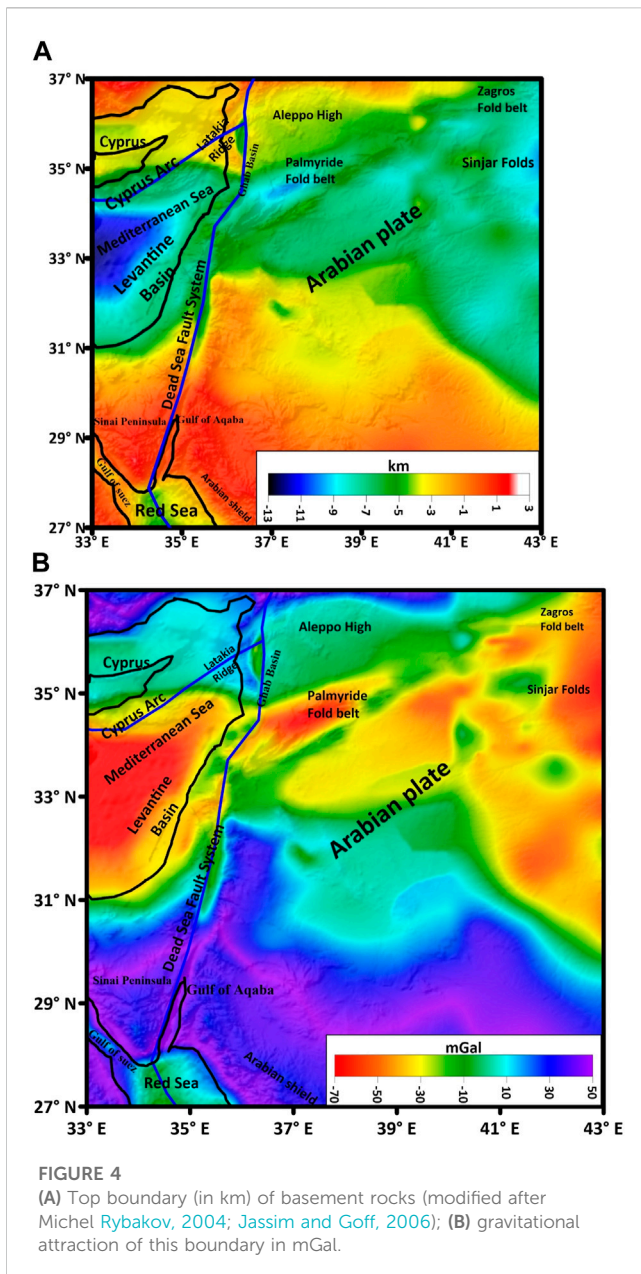 A
37° N
35° N
33° N
31° N
29° N
27° N
33° E
35° E
37° E
39° E
41° E
43° E
Cyprus
Latakia
Ridge
Cyprus Arc
Ghab Basin
Aleppo High
Palmyride
Fold belt
Zagros
Fold belt
Sinjar Folds
Mediterranean Sea
Levantine
Basin
Arabian plate
Dead Sea Fault System
Sinai Peninsula
Gulf of Aqaba
Gulf of suez
Red Sea
Arabian shield
km
-13
-11
-9
-7
-5
-3
-1
1
3
B
37° N
35° N
33° N
31° N
29° N
27° N
33° E
35° E
37° E
39° E
41° E
43° E
Cyprus
Latakia
Ridge
Cyprus Arc
Ghab Basin
Aleppo High
Palmyride
Fold belt
Zagros
Fold belt
Sinjar Folds
Mediterranean Sea
Levantine
Basin
Arabian plate
Dead Sea Fault System
Sinai Peninsula
Gulf of Aqaba
Gulf of suez
Red Sea
Arabian shield
mGal
-70
-50
-30
-10
10
30
50
FIGURE 4
(A) Top boundary (in km) of basement rocks (modified after
Michel Rybakov, 2004; Jassim and Goff, 2006); (B) gravitational
attraction of this boundary in mGal.